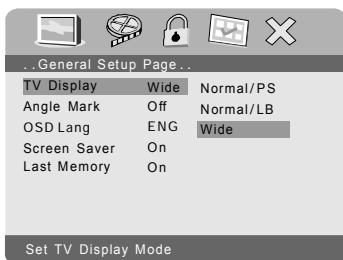 ..General Setup Page..
TV Display Wide Normal/PS
Angle Mark Off Normal/LB
OSD Lang ENG Wide
Screen Saver On
Last Memory On
Set TV Display Mode